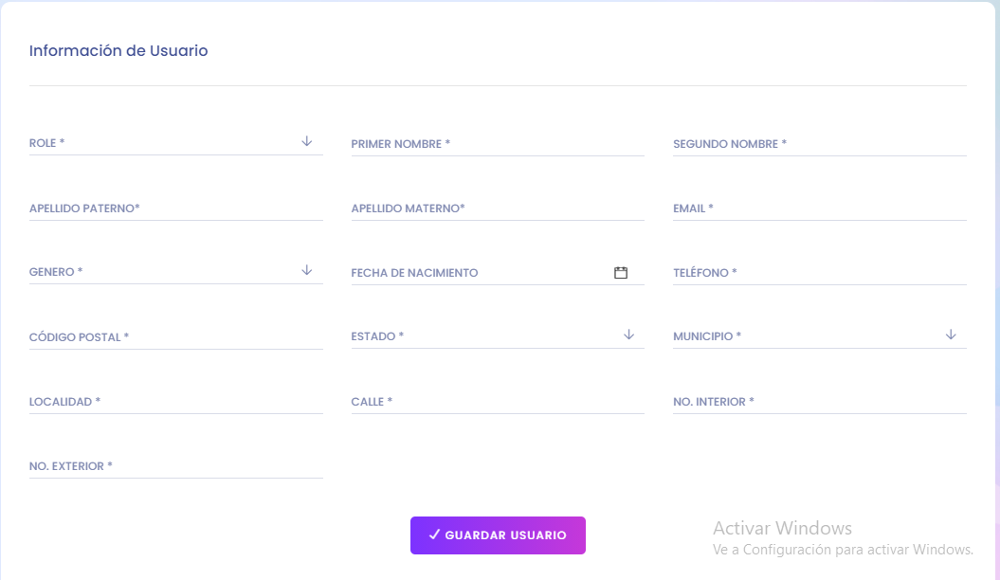 Información de Usuario
ROLE *
PRIMER NOMBRE *
SEGUNDO NOMBRE *
APELLIDO PATERNO*
APELLIDO MATERNO*
EMAIL *
GENERO *
FECHA DE NACIMIENTO
TELÉFONO *
CÓDIGO POSTAL *
ESTADO *
MUNICIPIO *
LOCALIDAD *
CALLE *
NO. INTERIOR *
NO. EXTERIOR *
GUARDAR USUARIO
Activar Windows
Ve a Configuración para activar Windows.